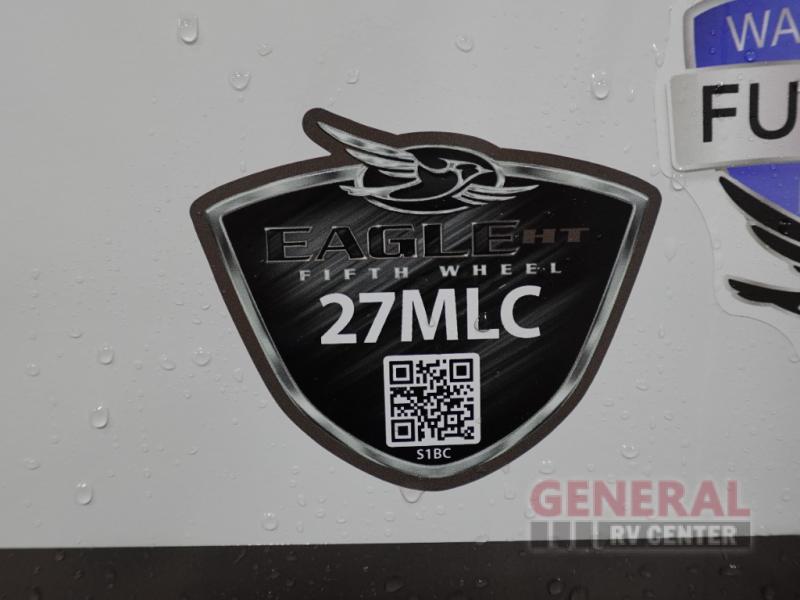 WA
FU
EAGLE HT
FIFTH WHEEL
27MLC
S1BC
GENERAL
RV CENTER